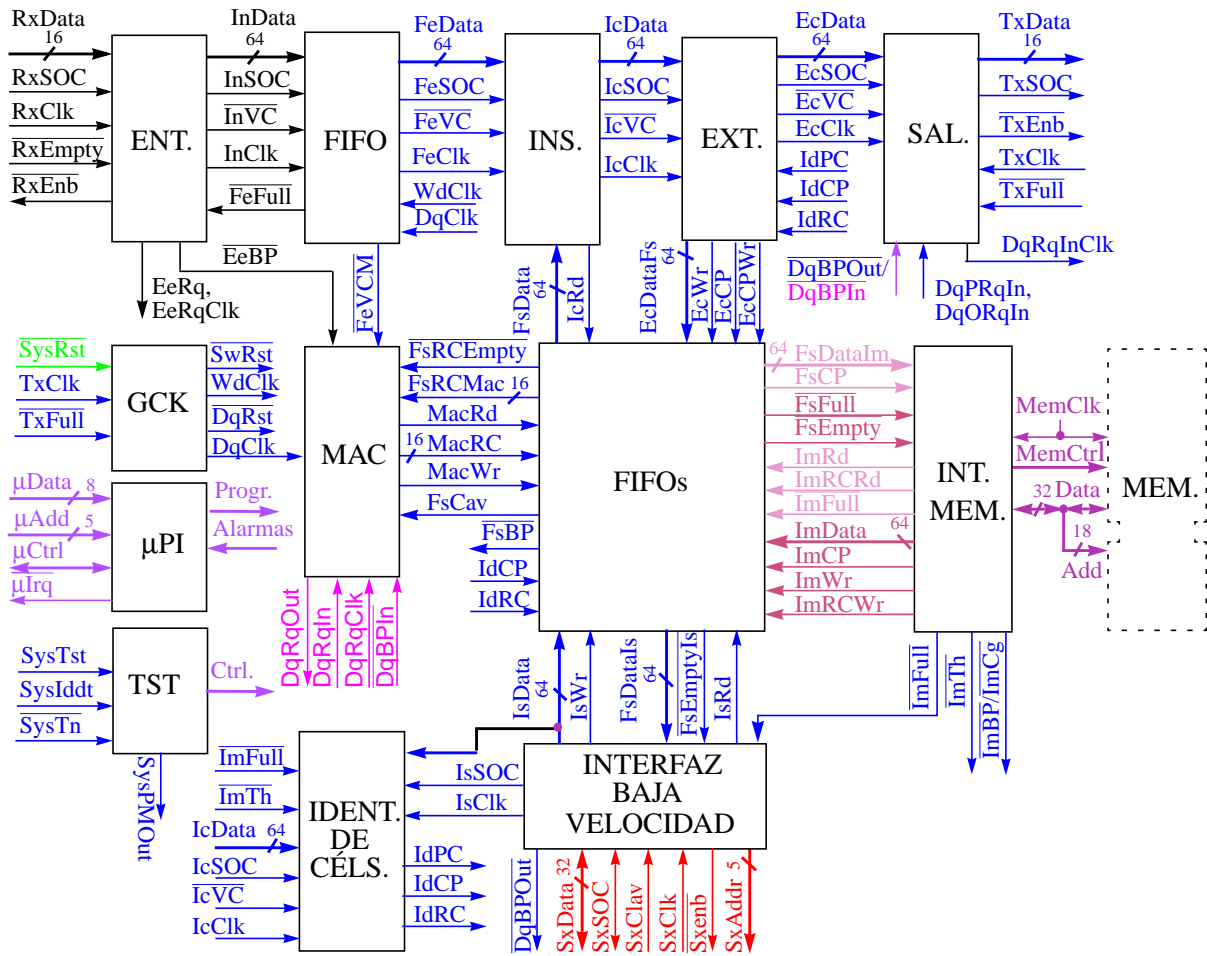 RxData
16
RxSOC
RxClk
RxEmpty
RxEnb
ENT.
InData
64
InSOC
InVC
InClk
FeFull
FIFO
FeData
64
FeSOC
FeVC
FeClk
WdClk
DqClk
INS.
IcData
64
IcSOC
IcVC
IcClk
EXT.
EcData
64
EcSOC
EcVC
EcClk
IdPC
IdCP
IdRC
SAL.
TxData
16
TxSOC
TxEnb
TxClk
TxFull
DqRqInClk
EeBP
EeRq,
EeRqClk
FeVCM
FsData
64
IcRd
EcDataFs
64
EcWr
EcCP
EcCPWr
DqBPOut/
DqBPIn
DqPRqIn,
DqORqIn
SysRst
TxClk
TxFull
GCK
SwRst
WdClk
DqRst
DqClk
MAC
FsRCEmpty
FsRCMac
16
MacRd
16
MacRC
MacWr
FsCav
FsBP
IdCP
IdRC
FIFOs
64
FsDataIm
FsCP
FsFull
FsEmpty
ImRd
ImRCRd
ImFull
ImData
64
ImCP
ImWr
ImRCWr
INT.
MEM.
MemClk
MemCtrl
32
Data
18
Add
MEM.
μData
8
μAdd
5
μCtrl
μIrq
μPI
Progr.
Alarmas
DqRqOut
DqRqIn
DqRqClk
DqBPIn
SysTst
SysIddt
SysTn
TST
Ctrl.
SysPMOut
IsData
64
IsWr
FsDataIs
64
FsEmptyIs
IsRd
ImFull
ImTh
ImBP/ImCg
ImFull
ImTh
IcData
64
IcSOC
IcVC
IcClk
IDENT.
DE
CÉLS.
IsSOC
IsClk
IdPC
IdCP
IdRC
INTERFAZ
BAJA
VELOCIDAD
DqBPOut
SxData
32
SxSOC
SxClav
SxClk
Sxenb
SxAddr
5